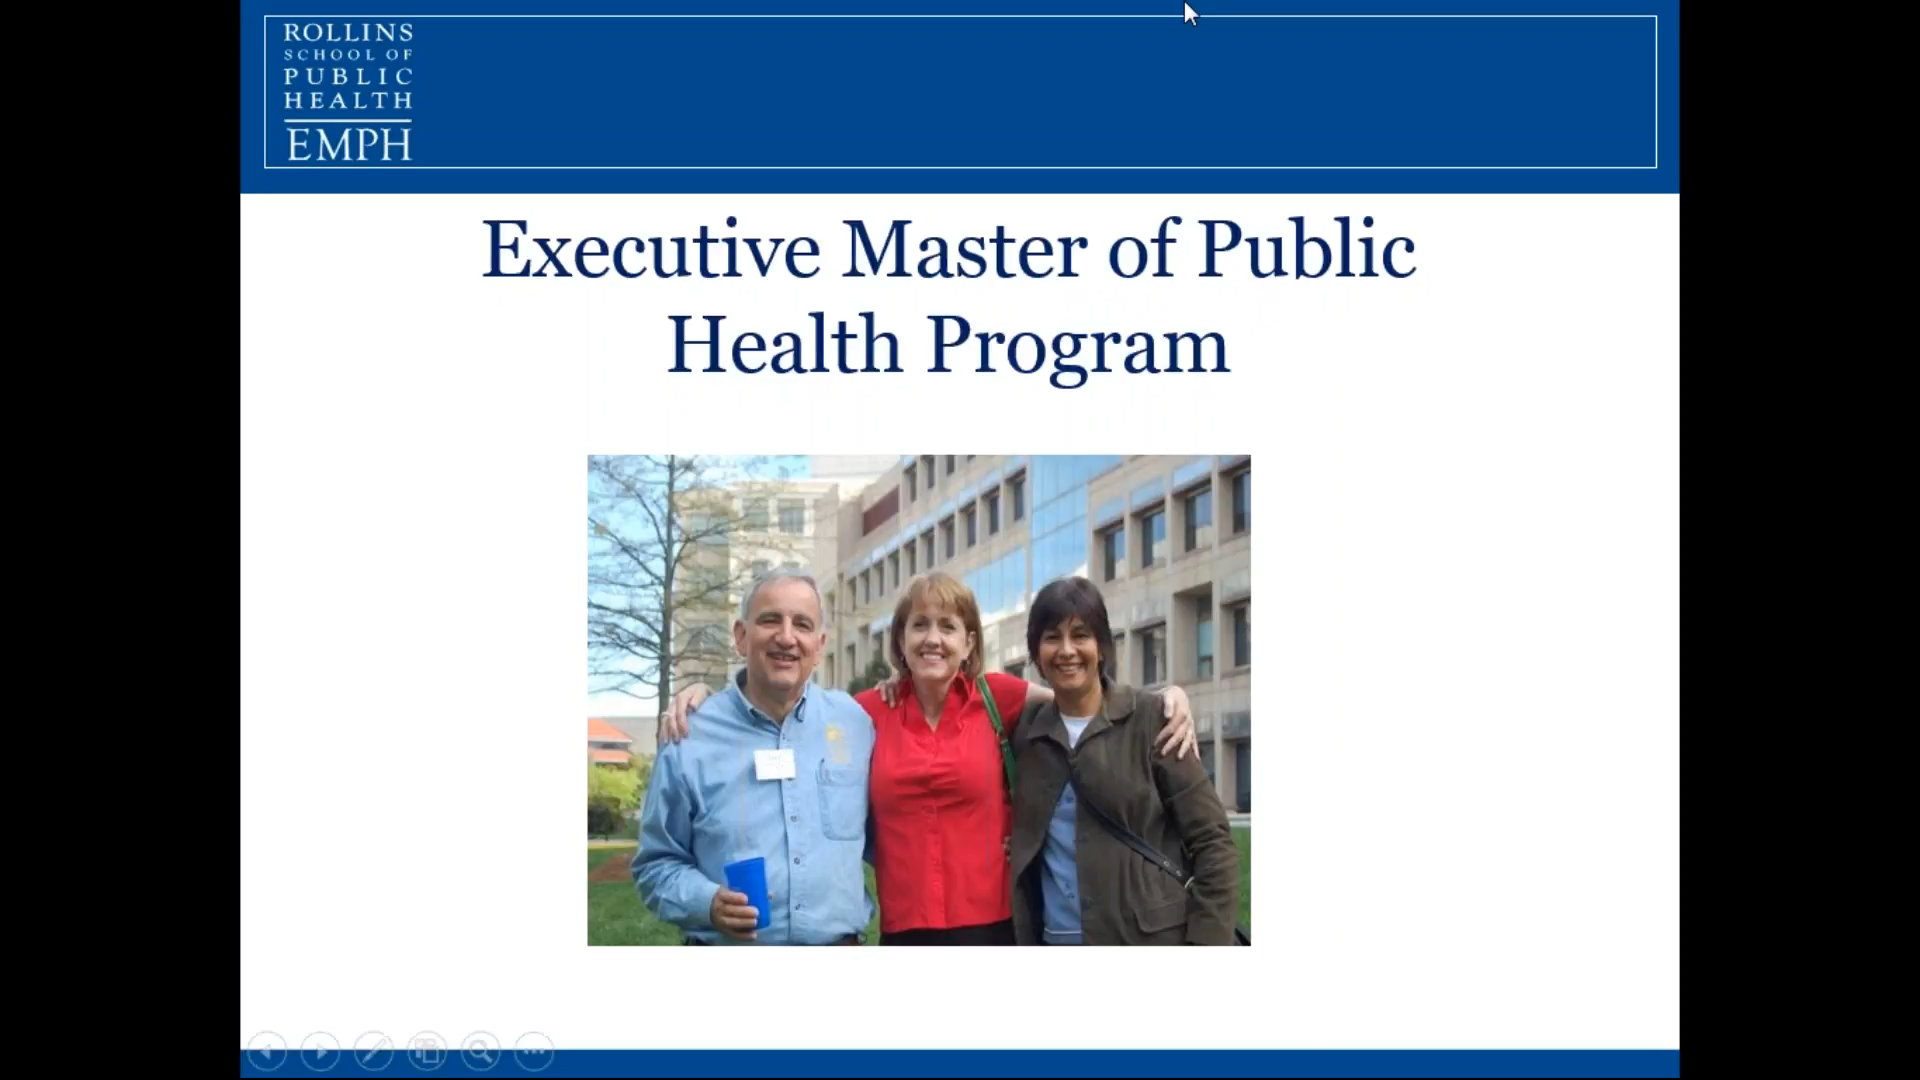 ROLLINS
SCHOOL OF
PUBLIC
HEALTH
EMPH
Executive Master of Public
Health Program